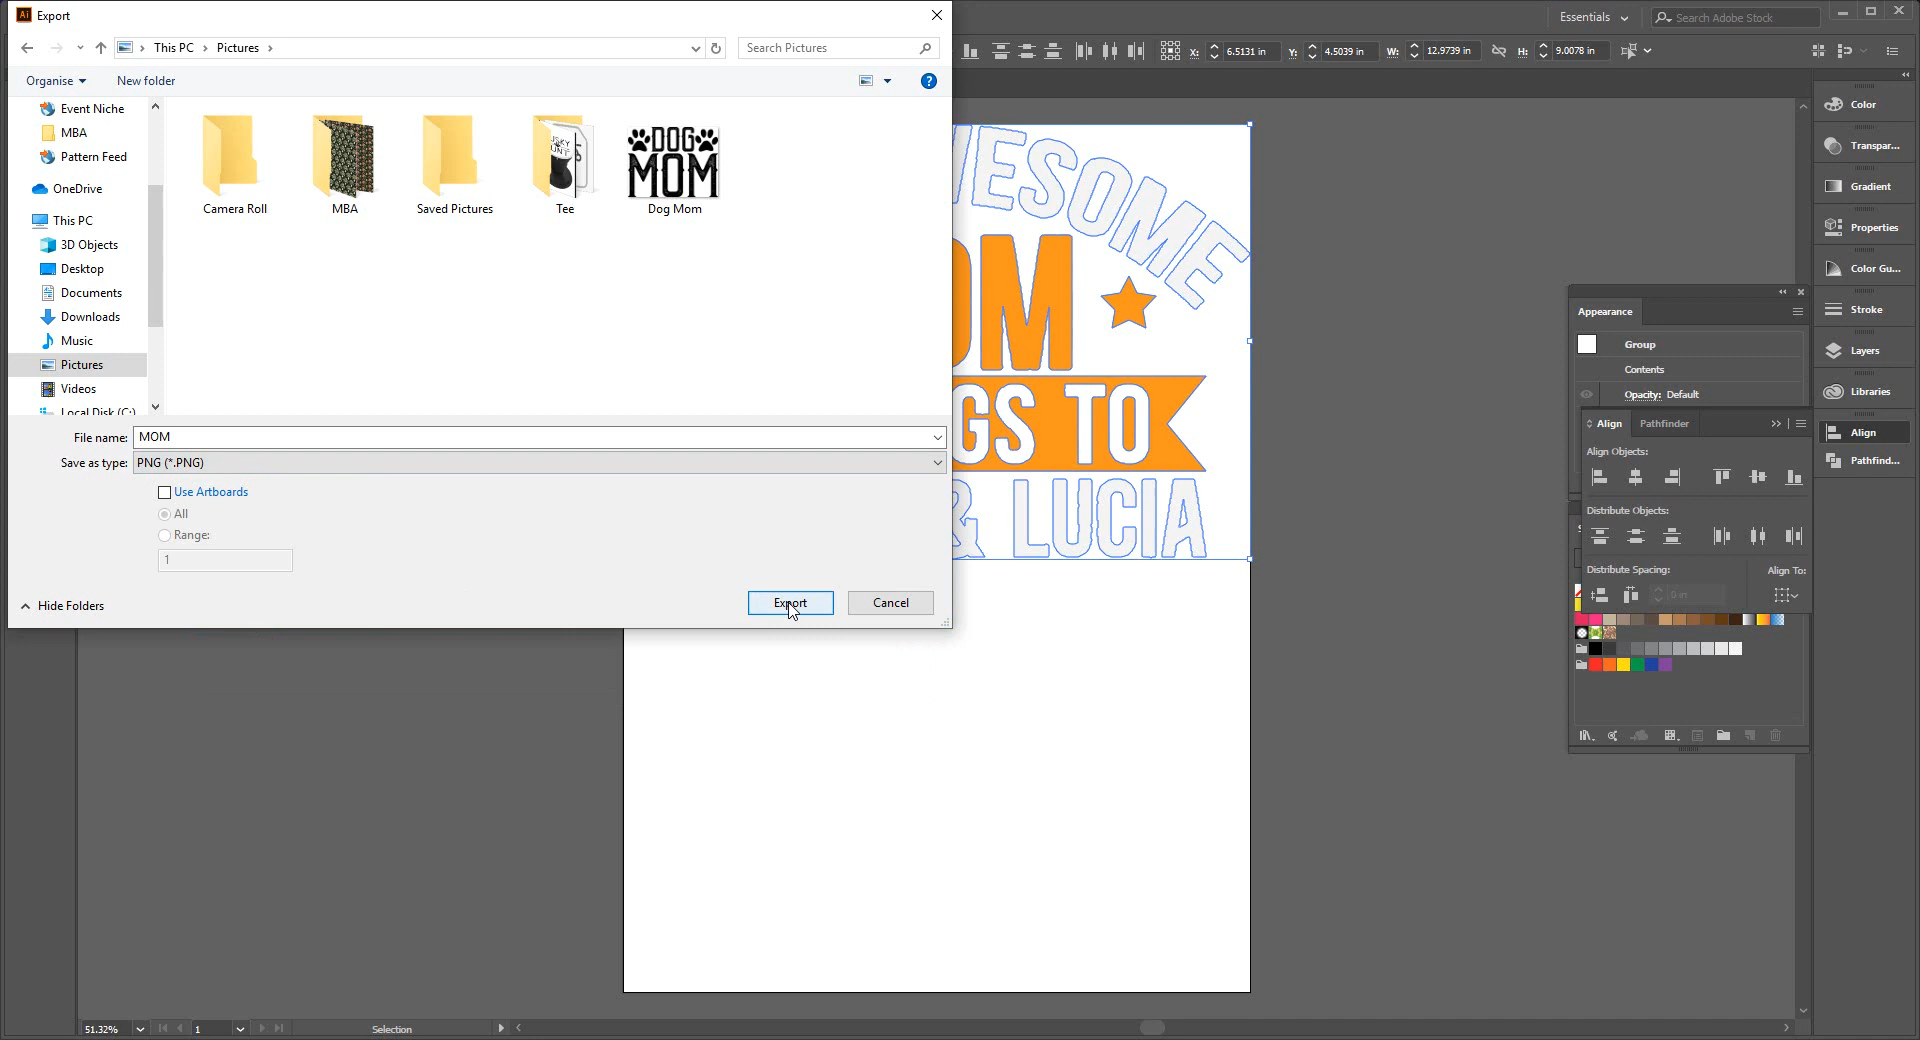 Ai Export
This PC > Pictures >
Search Pictures
Organise
New folder
Event Niche
MBA
Pattern Feed
OneDrive
This PC
3D Objects
Desktop
Documents
Downloads
Music
Pictures
Videos
Local Disk (C:)
Camera Roll
MBA
Saved Pictures
Tee
DOG
MOM
Dog Mom
File name: MOM
Save as type: PNG (*.PNG)
Use Artboards
All
Range:
1
Hide Folders
Export
Cancel
Essentials
Search Adobe Stock
X: 6.5131 in
Y: 4.5039 in
W: 12.9739 in
H: 9.0078 in
WESOME
OM
GS TO
& LUCIA
Color
Transpar...
Gradient
Properties
Color Gu...
Stroke
Layers
Libraries
Align
Pathfind...
Appearance
Group
Contents
Opacity: Default
Align
Pathfinder
Align Objects:
Distribute Objects:
Distribute Spacing:
Align To:
0 in
51.32%
1
Selection